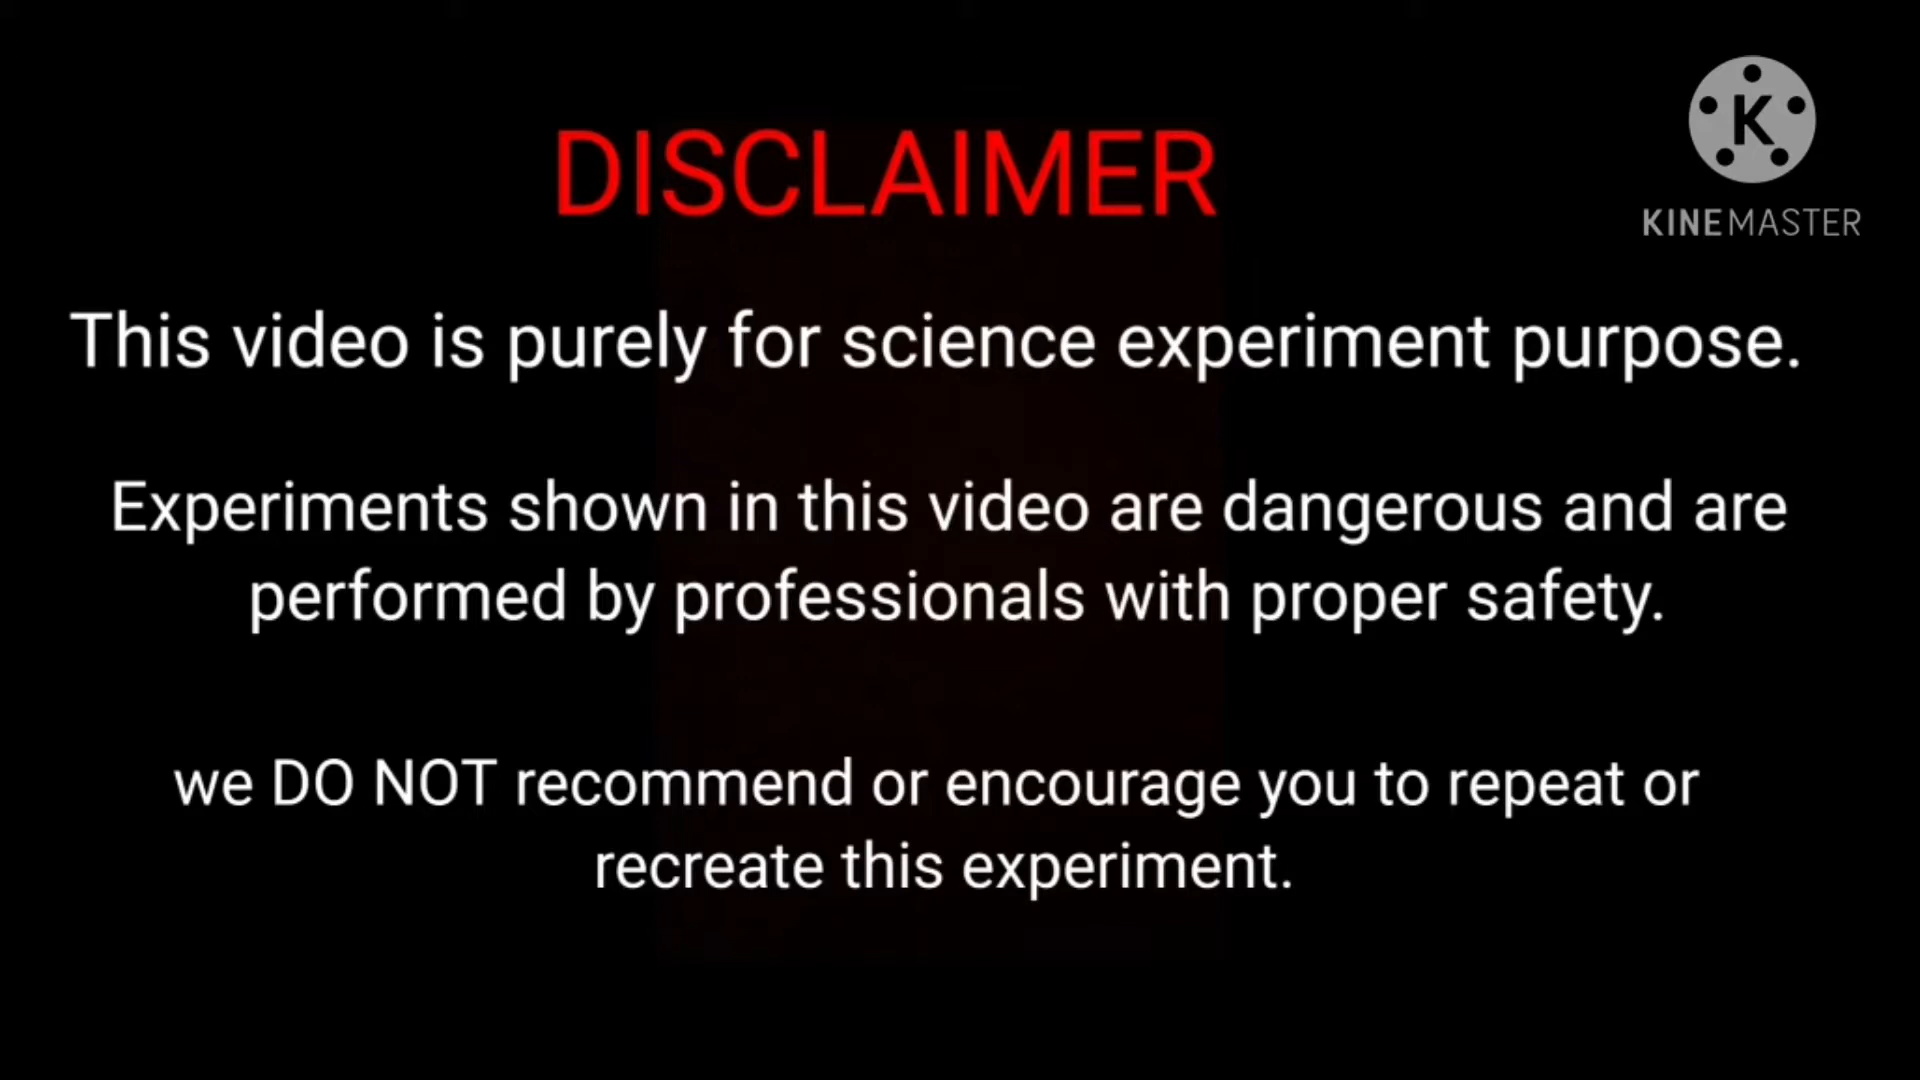 DISCLAIMER
K
KINEMASTER
This video is purely for science experiment purpose.
Experiments shown in this video are dangerous and are
performed by professionals with proper safety.
we DO NOT recommend or encourage you to repeat or
recreate this experiment.